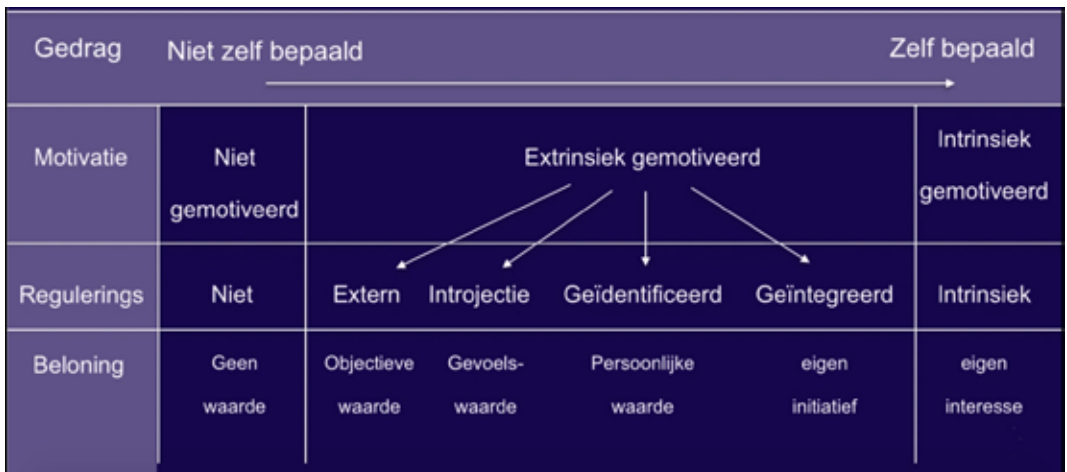 Gedrag Niet zelf bepaald Zelf bepaald
Motivatie Niet gemotiveerd Extrinsiek gemotiveerd Intrinsiek gemotiveerd
Regulerings Niet Extern Introjectie Geïdentificeerd Geïntegreerd Intrinsiek
Beloning Geen Objectieve Gevoels- Persoonlijke eigen eigen
waarde waarde waarde waarde initiatief interesse